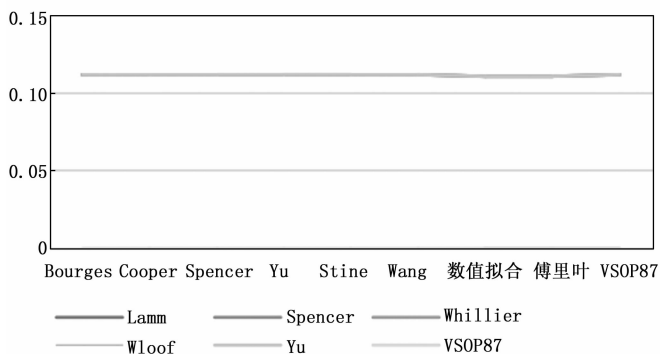 0.15
0.10
0.05
0
Bourges Cooper Spencer Yu Stine Wang 数值拟合 傅里叶 VSOP87
Lamm Spencer Whillier
Wloof Yu VSOP87